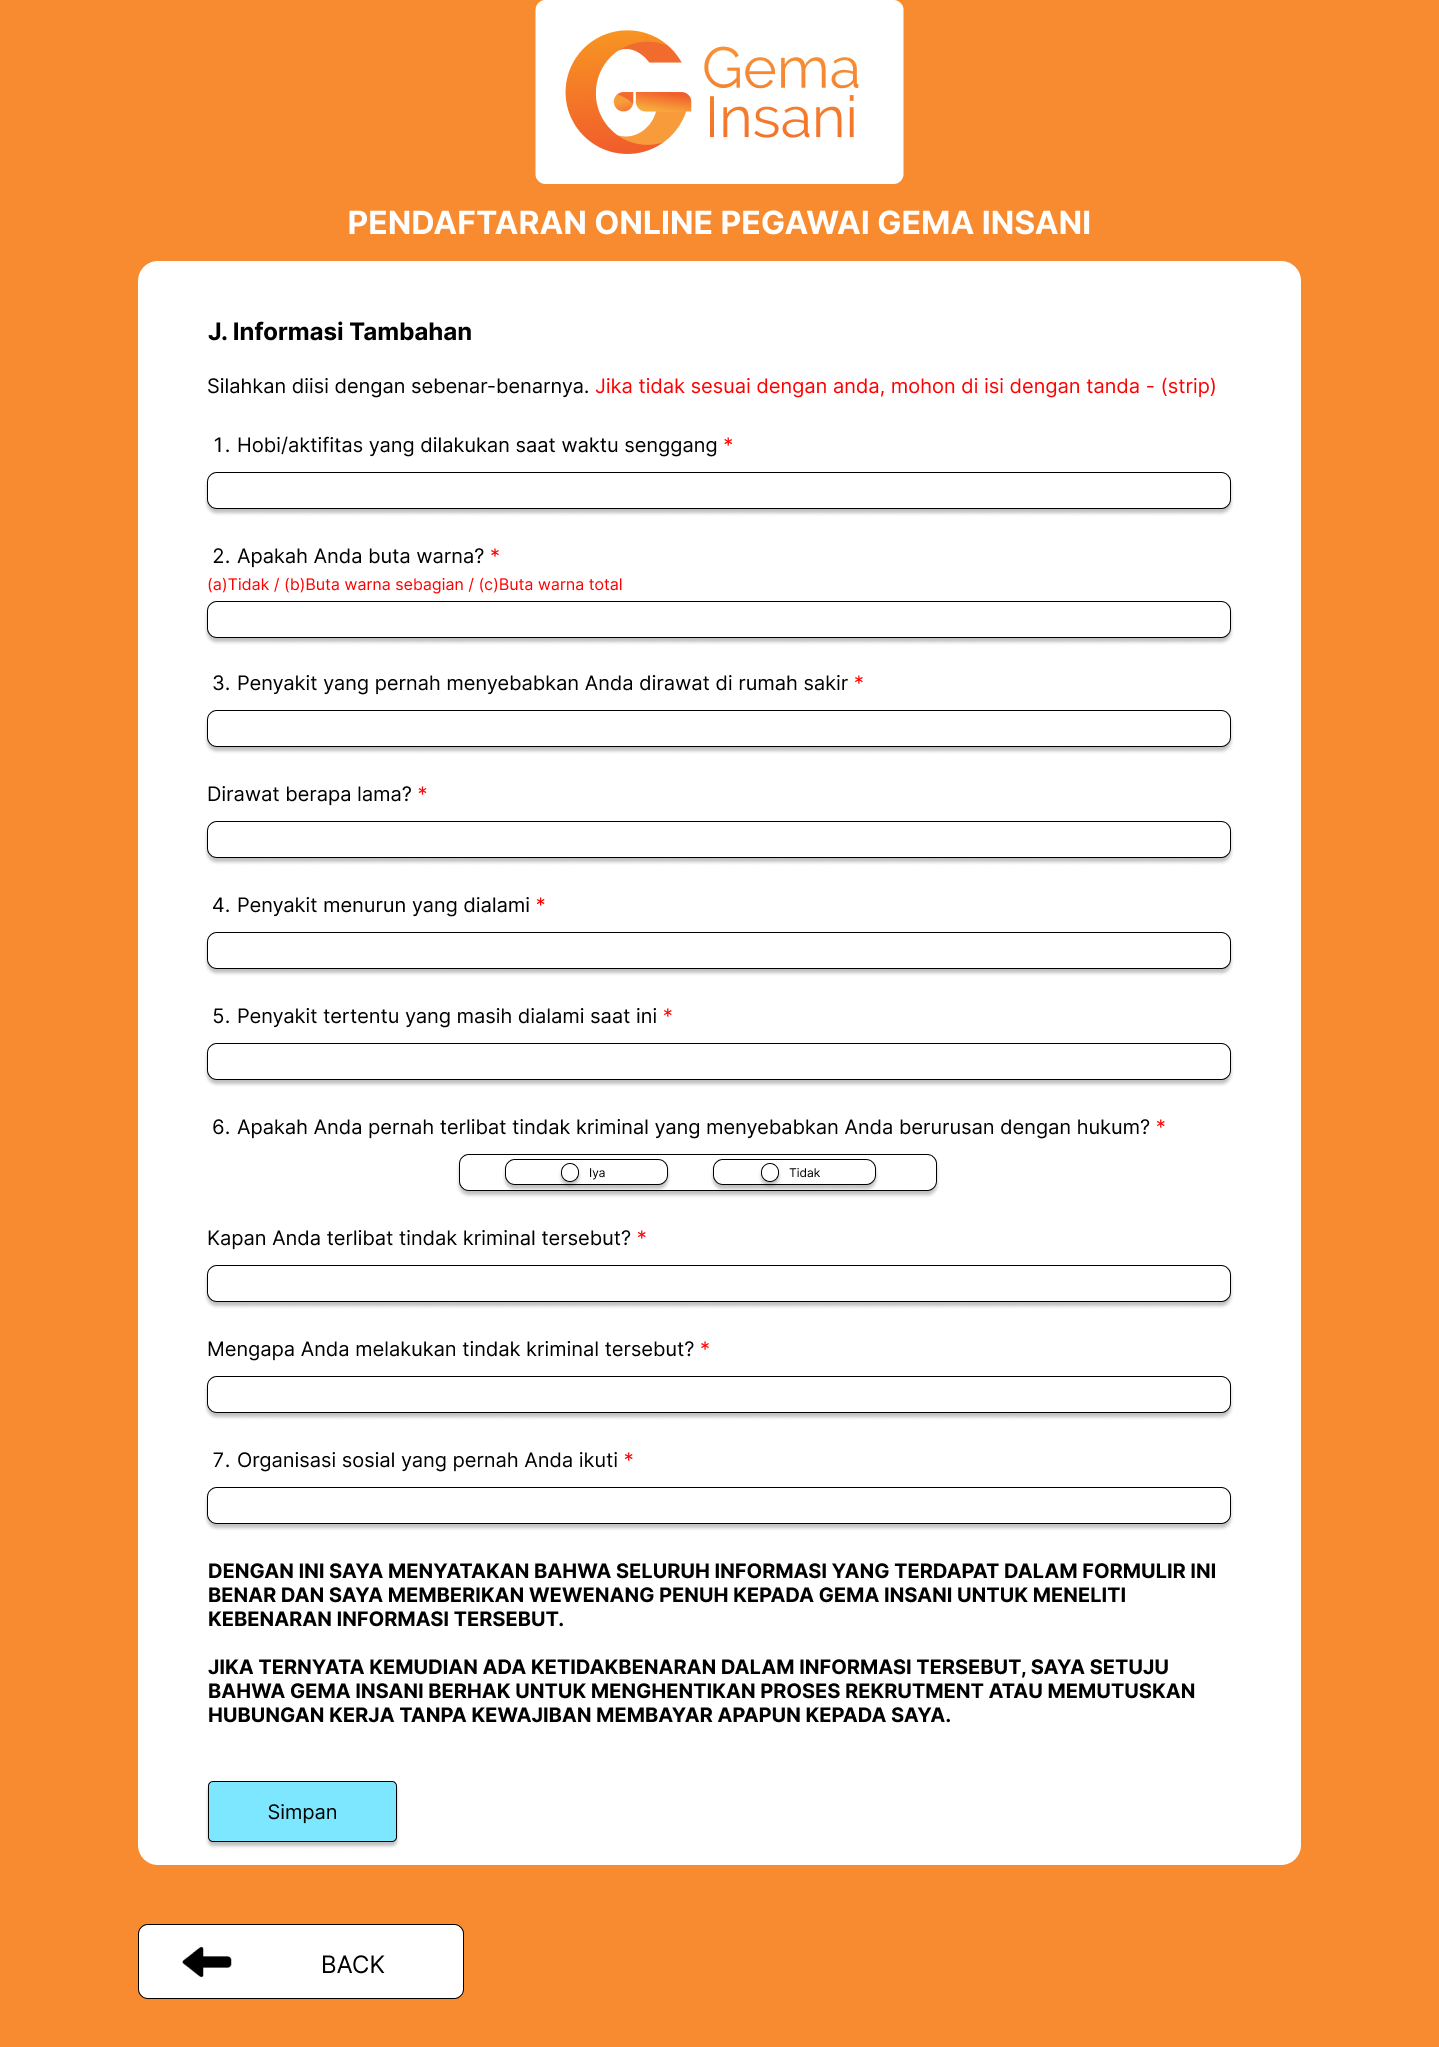 Gema
Insani
PENDAFTARAN ONLINE PEGAWAI GEMA INSANI
J. Informasi Tambahan
Silahkan diisi dengan sebenar-benarnya. Jika tidak sesuai dengan anda, mohon di isi dengan tanda - (strip)
1. Hobi/aktifitas yang dilakukan saat waktu senggang *
2. Apakah Anda buta warna? *
(a)Tidak / (b)Buta warna sebagian / (c)Buta warna total
3. Penyakit yang pernah menyebabkan Anda dirawat di rumah sakir *
Dirawat berapa lama? *
4. Penyakit menurun yang dialami *
5. Penyakit tertentu yang masih dialami saat ini *
6. Apakah Anda pernah terlibat tindak kriminal yang menyebabkan Anda berurusan dengan hukum? *
Iya Tidak
Kapan Anda terlibat tindak kriminal tersebut? *
Mengapa Anda melakukan tindak kriminal tersebut? *
7. Organisasi sosial yang pernah Anda ikuti *
DENGAN INI SAYA MENYATAKAN BAHWA SELURUH INFORMASI YANG TERDAPAT DALAM FORMULIR INI
BENAR DAN SAYA MEMBERIKAN WEWENANG PENUH KEPADA GEMA INSANI UNTUK MENELITI
KEBENARAN INFORMASI TERSEBUT.
JIKA TERNYATA KEMUDIAN ADA KETIDAKBENARAN DALAM INFORMASI TERSEBUT, SAYA SETUJU
BAHWA GEMA INSANI BERHAK UNTUK MENGHENTIKAN PROSES REKRUTMENT ATAU MEMUTUSKAN
HUBUNGAN KERJA TANPA KEWAJIBAN MEMBAYAR APAPUN KEPADA SAYA.
Simpan
BACK